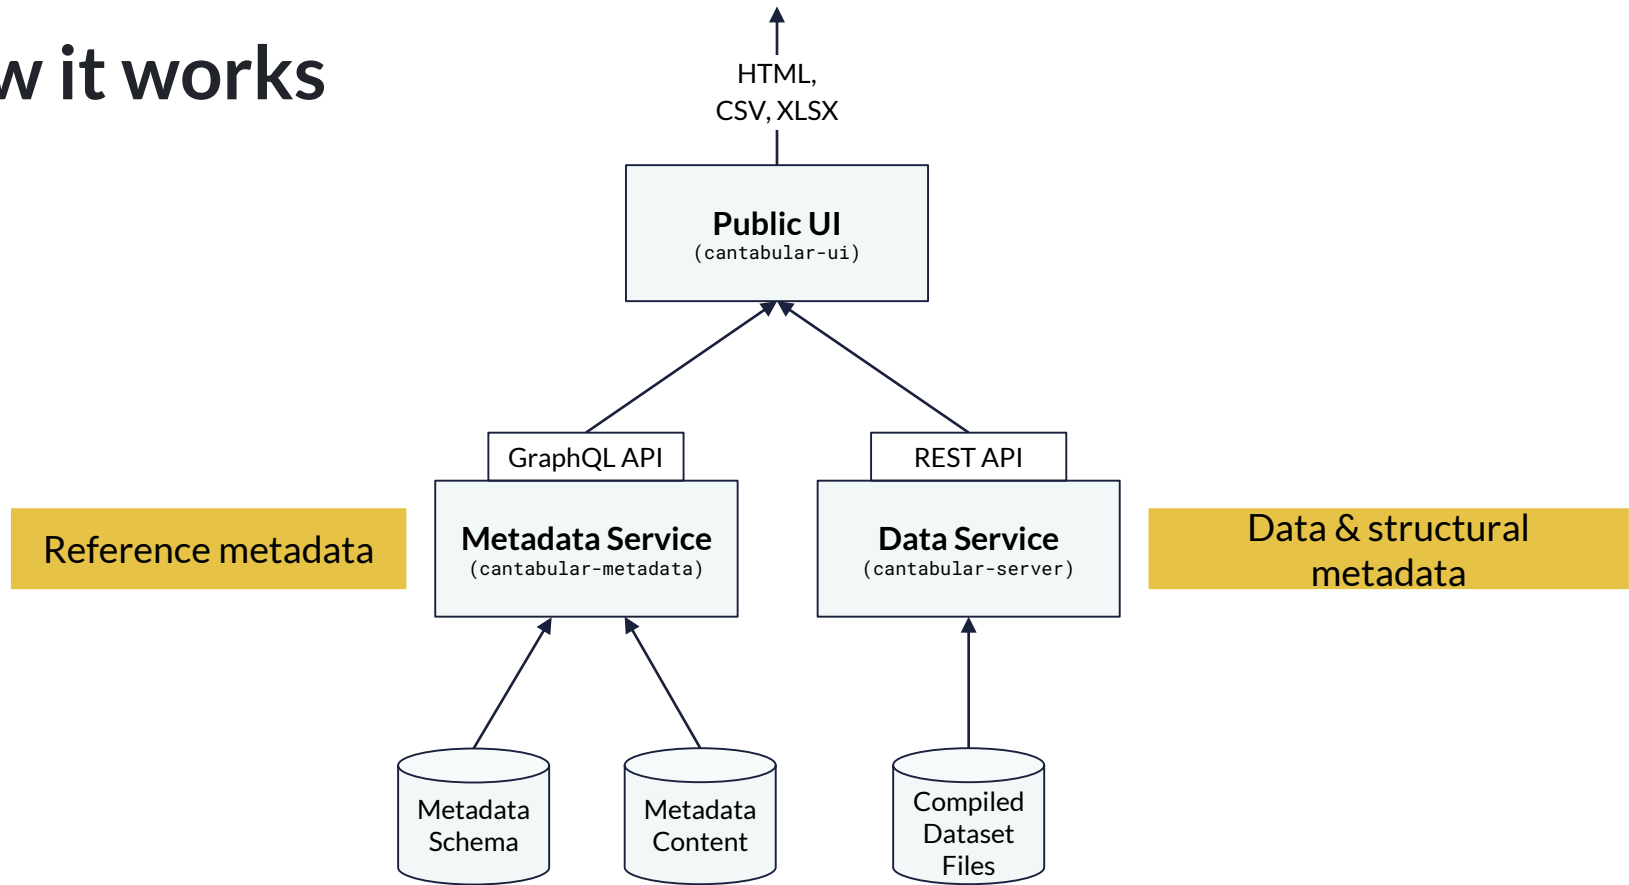 w it works
HTML,
CSV, XLSX
Public UI
(cantabular-ui)
GraphQL API
REST API
Reference metadata
Metadata Service
(cantabular-metadata)
Data Service
(cantabular-server)
Data & structural
metadata
Metadata
Schema
Metadata
Content
Compiled
Dataset
Files